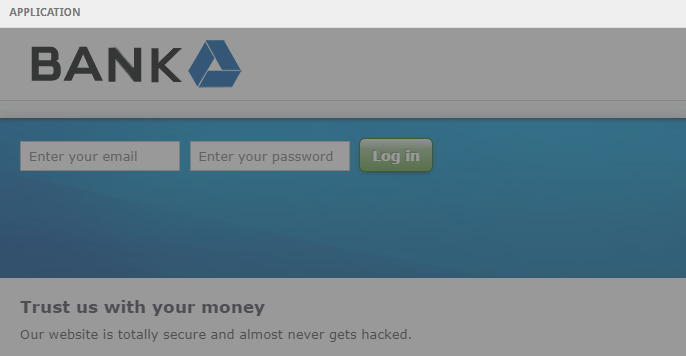 APPLICATION
BANK
Enter your email Enter your password Log in
Trust us with your money
Our website is totally secure and almost never gets hacked.